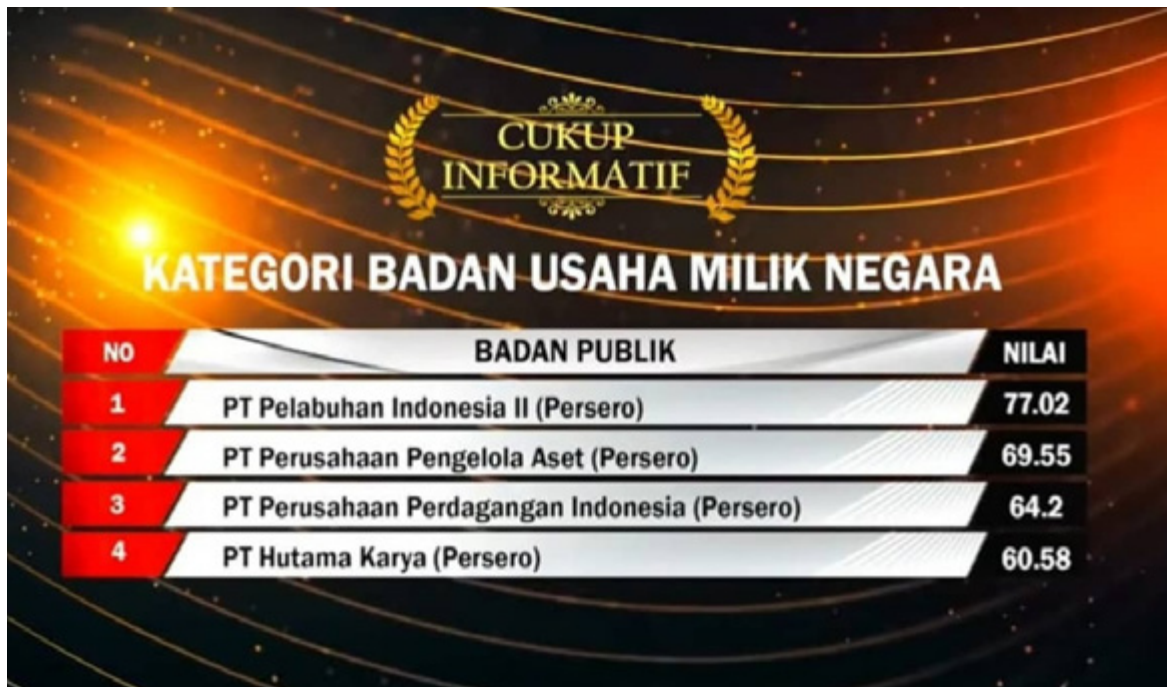 CUKUP
INFORMATIF
KATEGORI BADAN USAHA MILIK NEGARA
NO BADAN PUBLIK NILAI
1 PT Pelabuhan Indonesia II (Persero) 77.02
2 PT Perusahaan Pengelola Aset (Persero) 69.55
3 PT Perusahaan Perdagangan Indonesia (Persero) 64.2
4 PT Hutama Karya (Persero) 60.58